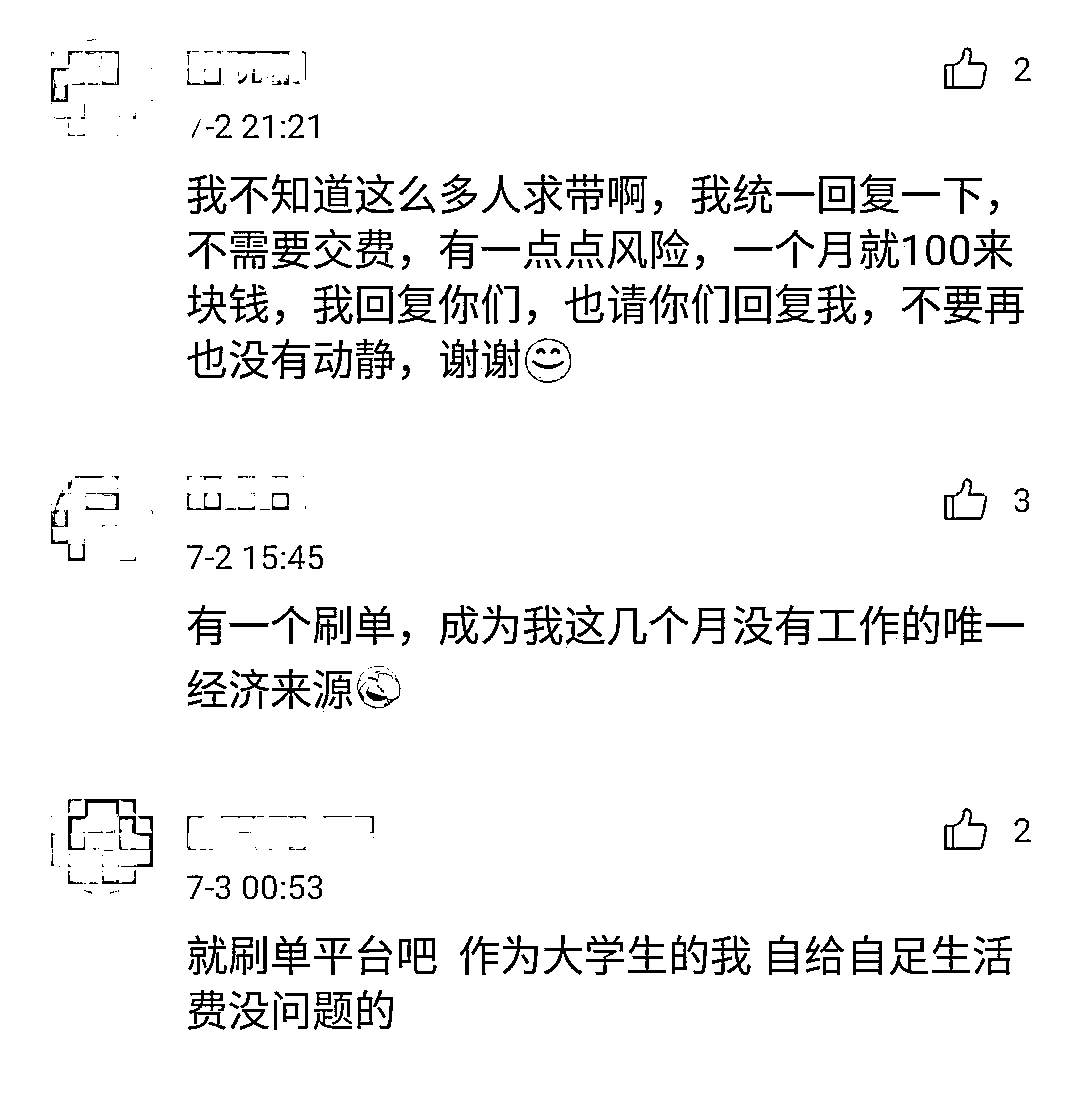 2
7-2 21:21
我不知道这么多人求带啊，我统一回复一下，
不需要交费，有一点点风险，一个月就100来
块钱，我回复你们，也请你们回复我，不要再
也没有动静，谢谢
3
7-2 15:45
有一个刷单，成为我这几个月没有工作的唯一
经济来源
2
7-3 00:53
就刷单平台吧 作为大学生的我 自给自足生活
费没问题的